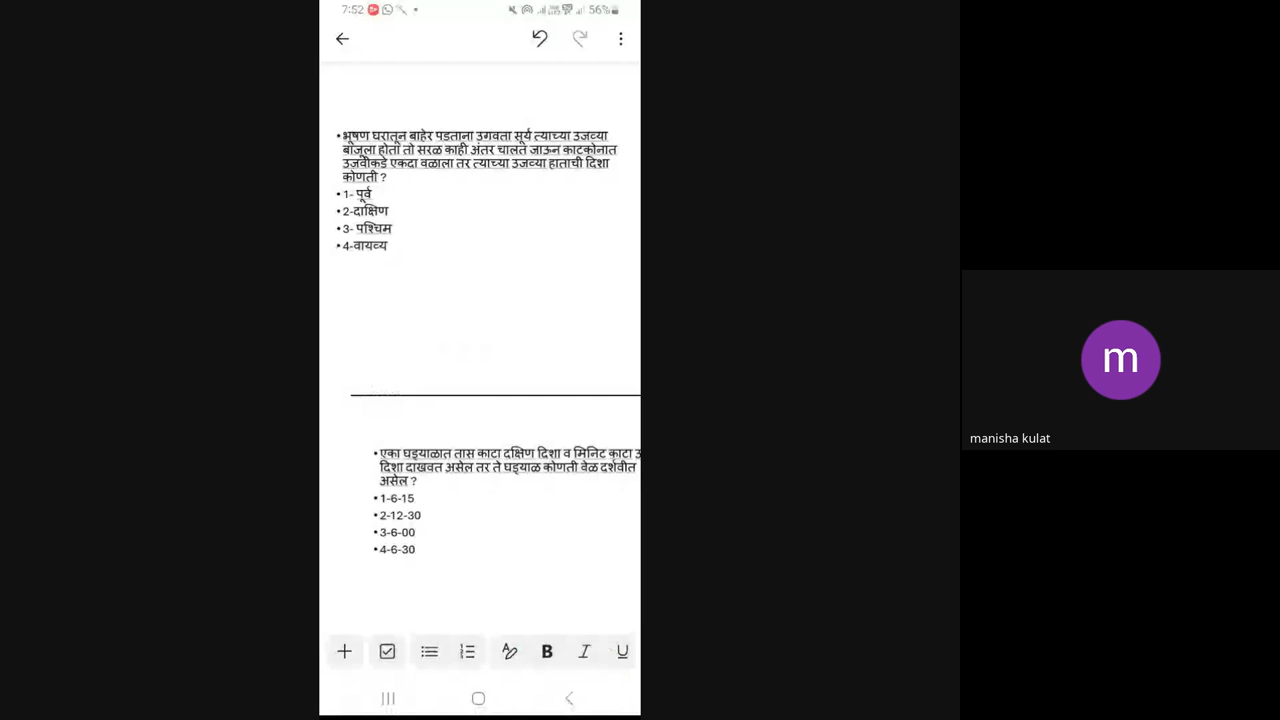 7:52
56%
भूषण घरातून बाहेर पडताना उगवता सूर्य त्याच्या उजव्या
बाजूला होता तो सरळ काही अंतर चालत जाऊन काटकोनात
उजवीकडे एकदा वळाला तर त्याच्या उजव्या हाताची दिशा
कोणती ?
1- पूर्व
2-दाक्षिण
3- पश्चिम
4-वायव्य
एका घड्याळात तास काटा दक्षिण दिशा व मिनिट काटा उ
दिशा दाखवत असेल तर ते घड्याळ कोणती वेळ दर्शवीत
असेल ?
1-6-15
2-12-30
3-6-00
4-6-30
B I U
m
manisha kulat